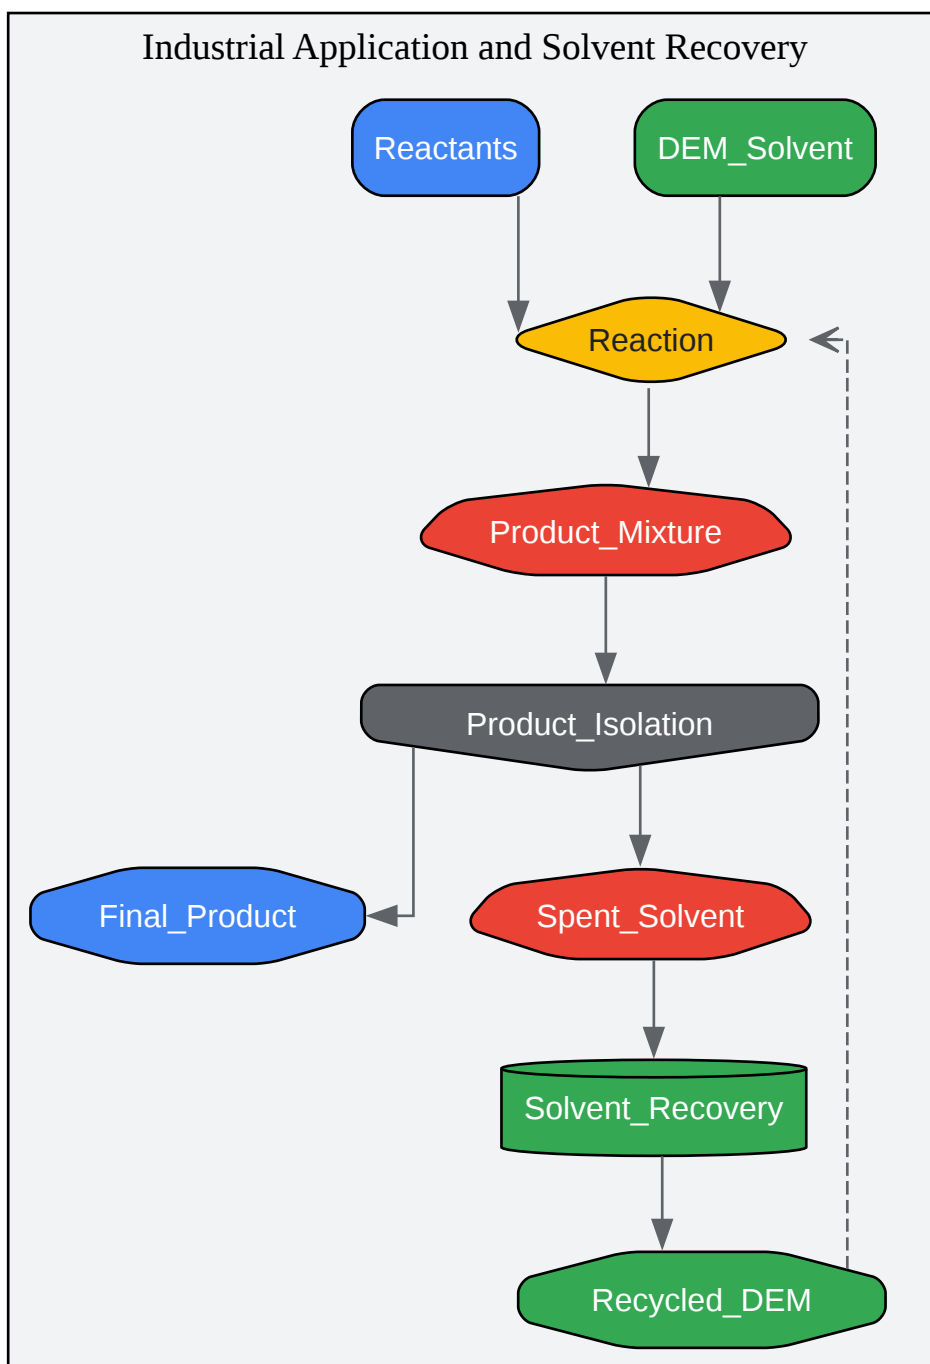 Industrial Application and Solvent Recovery
Reactants
DEM_Solvent
Reaction
Product_Mixture
Product_Isolation
Final_Product
Spent_Solvent
Solvent_Recovery
Recycled_DEM